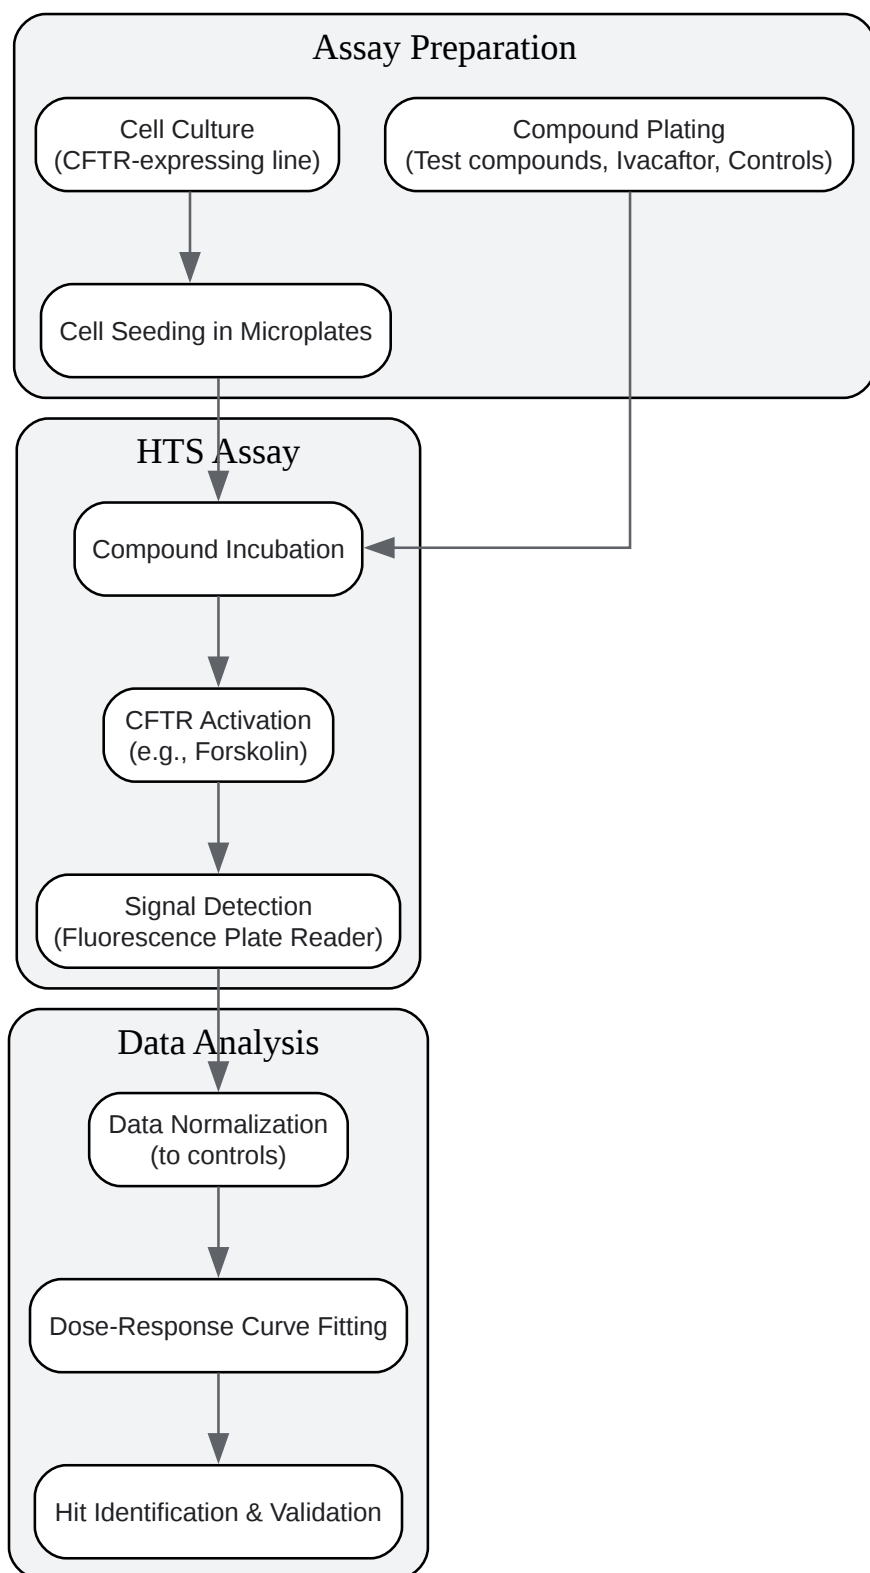 Assay Preparation
Cell Culture
(CFTR-expressing line)
Compound Plating
(Test compounds, Ivacaftor, Controls)
Cell Seeding in Microplates
HTS Assay
Compound Incubation
CFTR Activation
(e.g., Forskolin)
Signal Detection
(Fluorescence Plate Reader)
Data Analysis
Data Normalization
(to controls)
Dose-Response Curve Fitting
Hit Identification & Validation